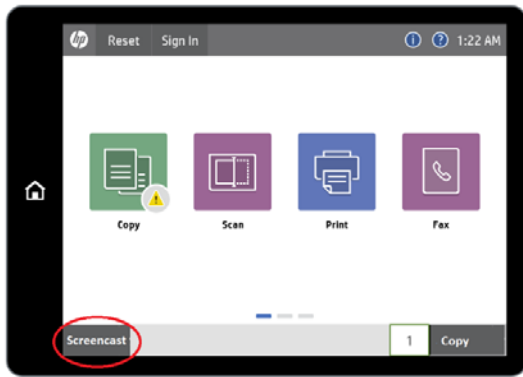 hp Reset Sign In i ? 1:22 AM
Copy Scan Print Fax
Screencast 1 Copy